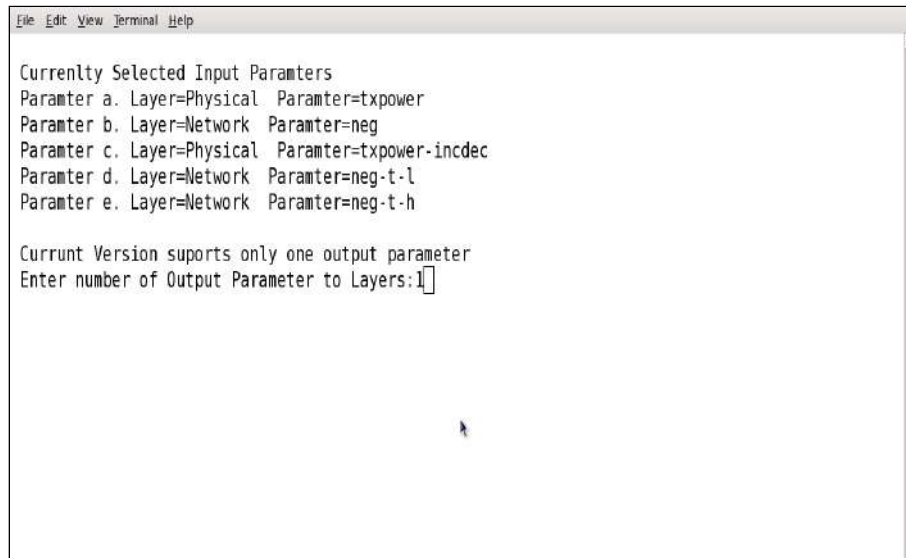 File Edit View Terminal Help
Currenlty Selected Input Paramters
Paramter a. Layer=Physical Paramter=txpower
Paramter b. Layer=Network Paramter=neg
Paramter c. Layer=Physical Paramter=txpower-incdec
Paramter d. Layer=Network Paramter=neg-t-l
Paramter e. Layer=Network Paramter=neg-t-h
Currunt Version suports only one output parameter
Enter number of Output Parameter to Layers:1